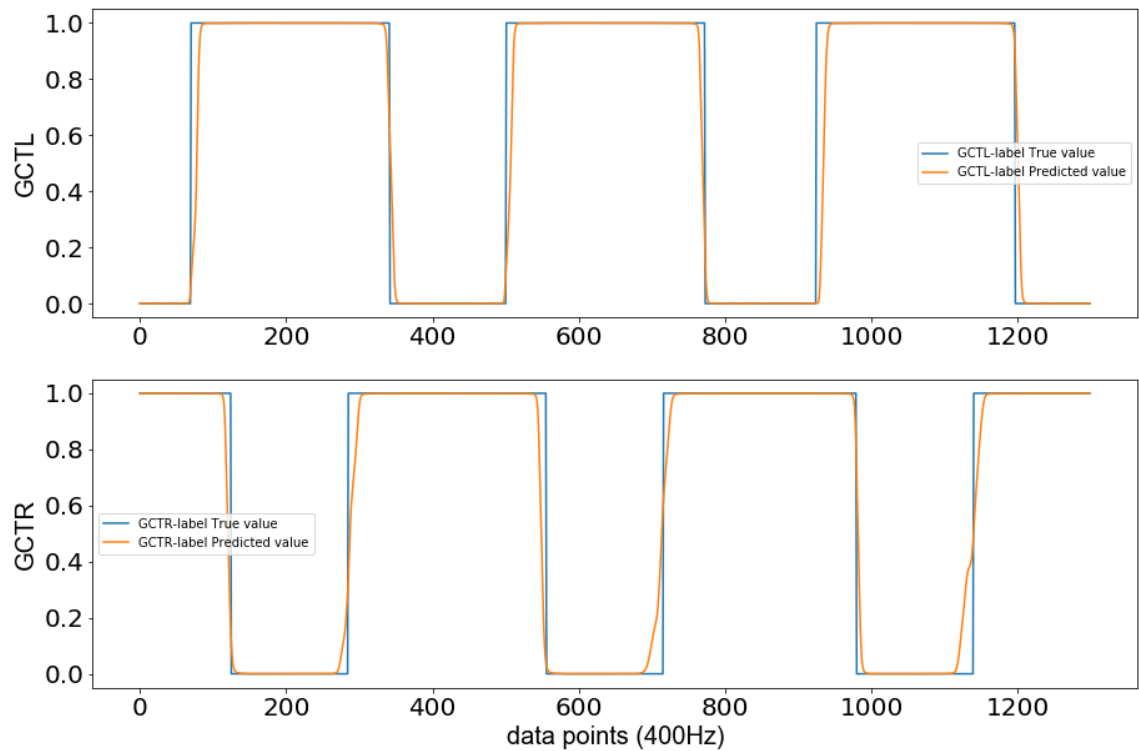 1.0
0.8
0.6
0.4
0.2
0.0
GCTL
GCTL-label True value
GCTL-label Predicted value
0 200 400 600 800 1000 1200
1.0
0.8
0.6
0.4
0.2
0.0
GCTR
GCTR-label True value
GCTR-label Predicted value
0 200 400 600 800 1000 1200
data points (400Hz)